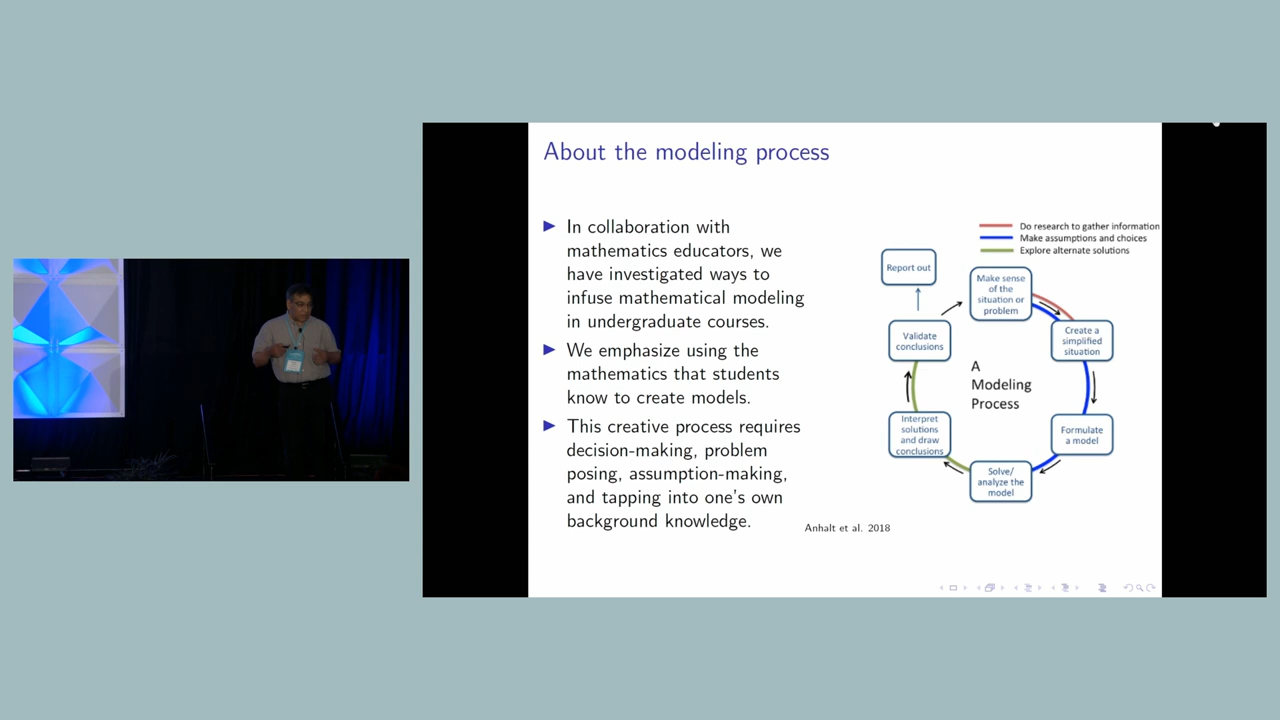 About the modeling process
▶ In collaboration with
mathematics educators, we
have investigated ways to
infuse mathematical modeling
in undergraduate courses.
▶ We emphasize using the
mathematics that students
know to create models.
▶ This creative process requires
decision-making, problem
posing, assumption-making,
and tapping into one's own
background knowledge.
Do research to gather information
Make assumptions and choices
Explore alternate solutions
Report out
Make sense
of the
situation or
problem
Create a
simplified
situation
Formulate
a model
Solve/
analyze the
model
Interpret
solutions
and draw
conclusions
Validate
conclusions
A
Modeling
Process
Anhalt et al. 2018